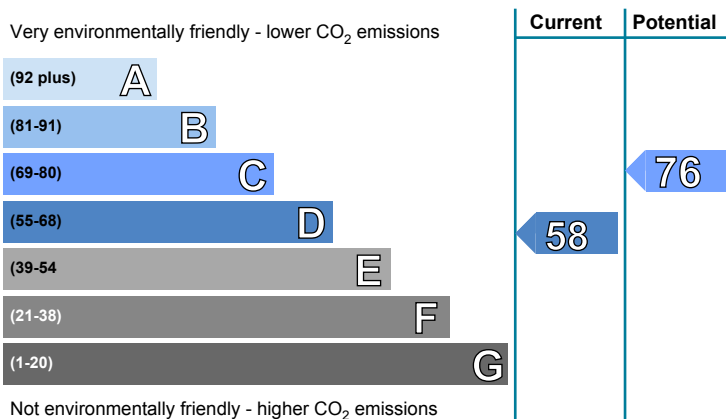 Current Potential
Very environmentally friendly - lower CO2 emissions
(92 plus) A
(81-91) B
(69-80) C
76
(55-68) D
58
(39-54 E
(21-38) F
(1-20) G
Not environmentally friendly - higher CO2 emissions